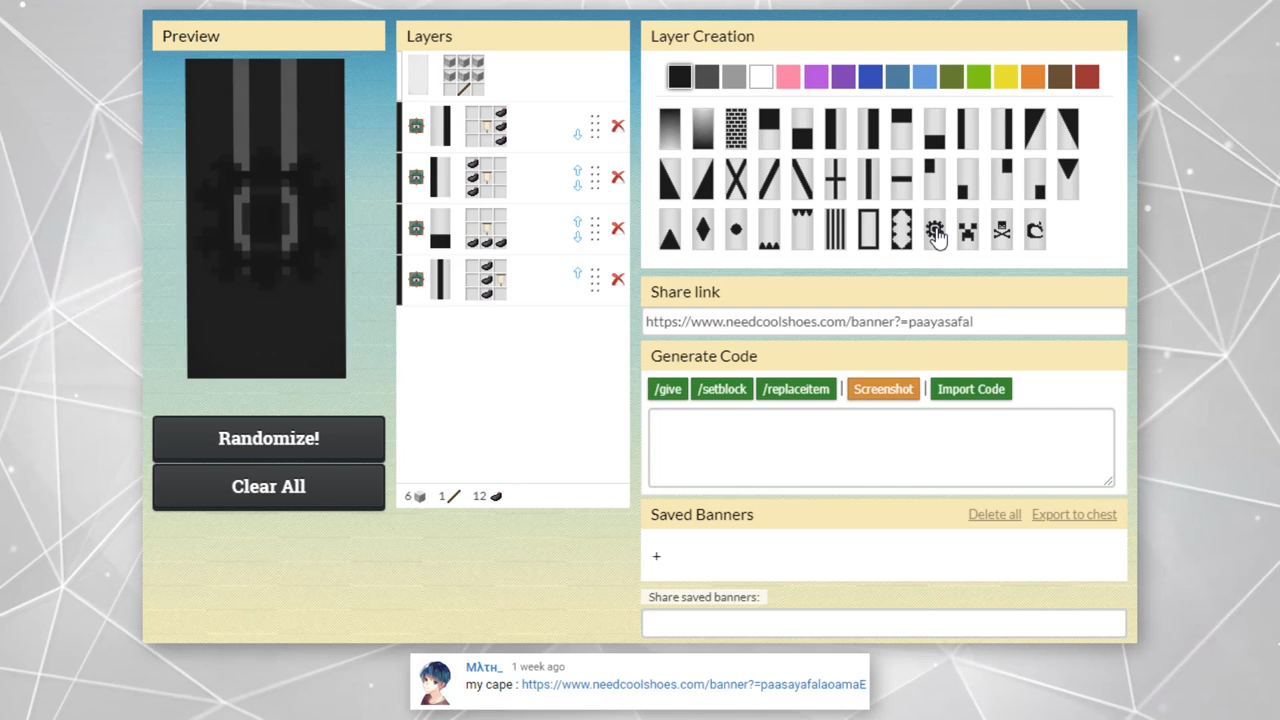 Preview
Layers
Layer Creation
Share link
https://www.needcoolshoes.com/banner?=paayasafal
Generate Code
/give
/setblock
/replaceitem
|
Screenshot
|
Import Code
Randomize!
Clear All
6
1
12
Saved Banners
Delete all
Export to chest
+
Share saved banners:
Mλτн_ 1 week ago
my cape : https://www.needcoolshoes.com/banner?=paasayafalaoamaE